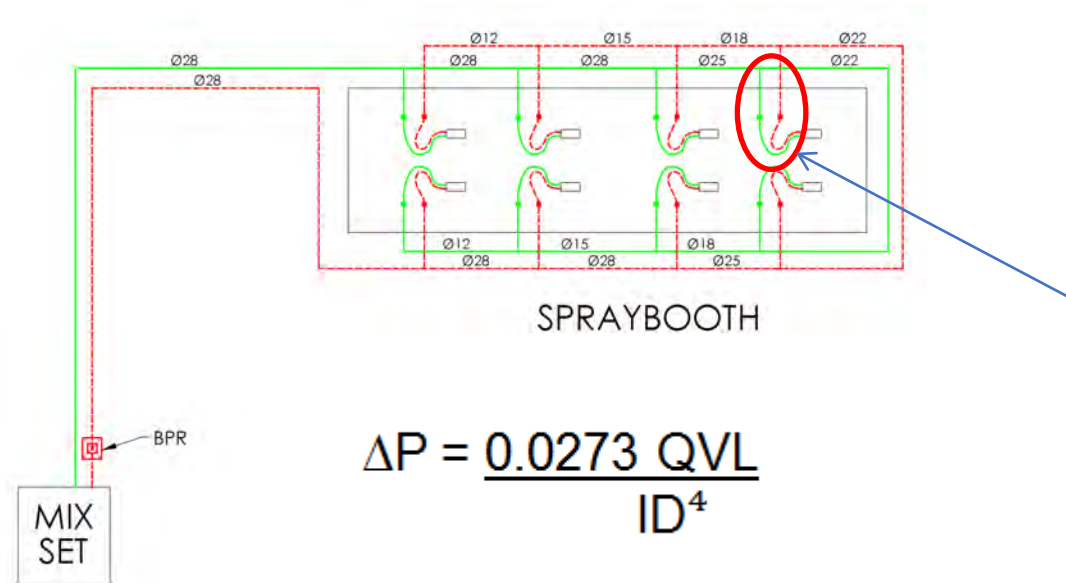 Ø12 Ø15 Ø18 Ø22
Ø28 Ø28 Ø28 Ø25 Ø22
Ø28
Ø12 Ø15 Ø18
Ø28 Ø28 Ø25
SPRAYBOOTH
BPR
ΔP = 0.0273 QVL
ID⁴
MIX
SET